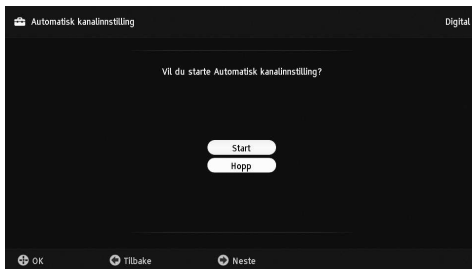 Automatisk kanalinnstilling
Digital
Vil du starte Automatisk kanalinnstilling?
Start
Hopp
OK
Tilbake
Neste